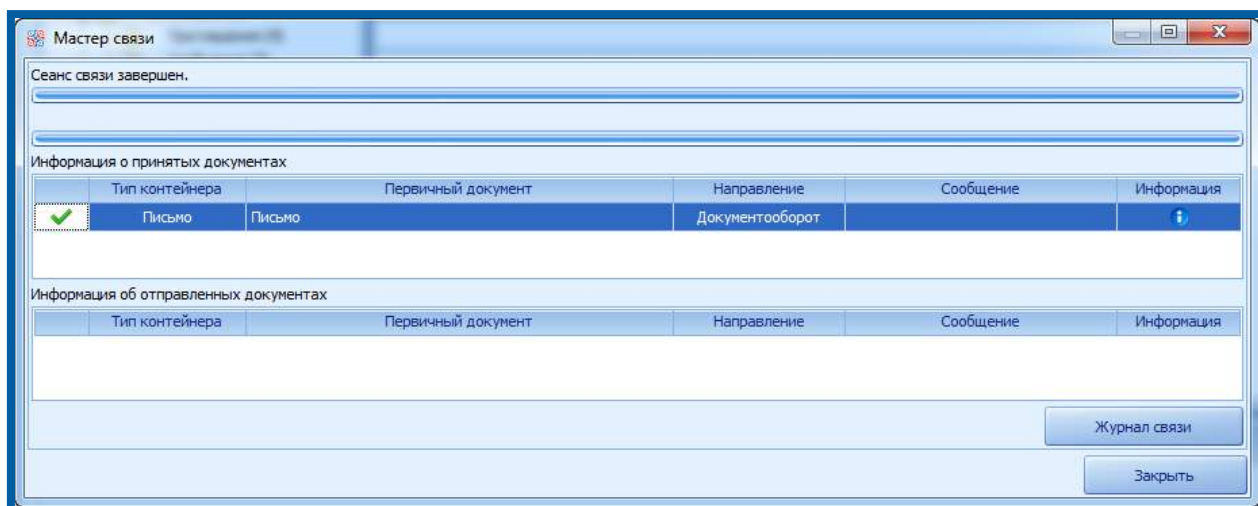 Мастер связи
Сеанс связи завершен.
Информация о принятых документах
Тип контейнера Первичный документ Направление Сообщение Информация
Письмо Письмо Документооборот
Информация об отправленных документах
Тип контейнера Первичный документ Направление Сообщение Информация
Журнал связи
Закрыть